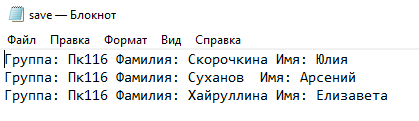 save — Блокнот
Файл Правка Формат Вид Справка
Группа: Пк116 Фамилия: Скорочкина Имя: Юлия
Группа: Пк116 Фамилия: Суханов  Имя: Арсений
Группа: Пк116 Фамилия: Хайруллина Имя: Елизавета